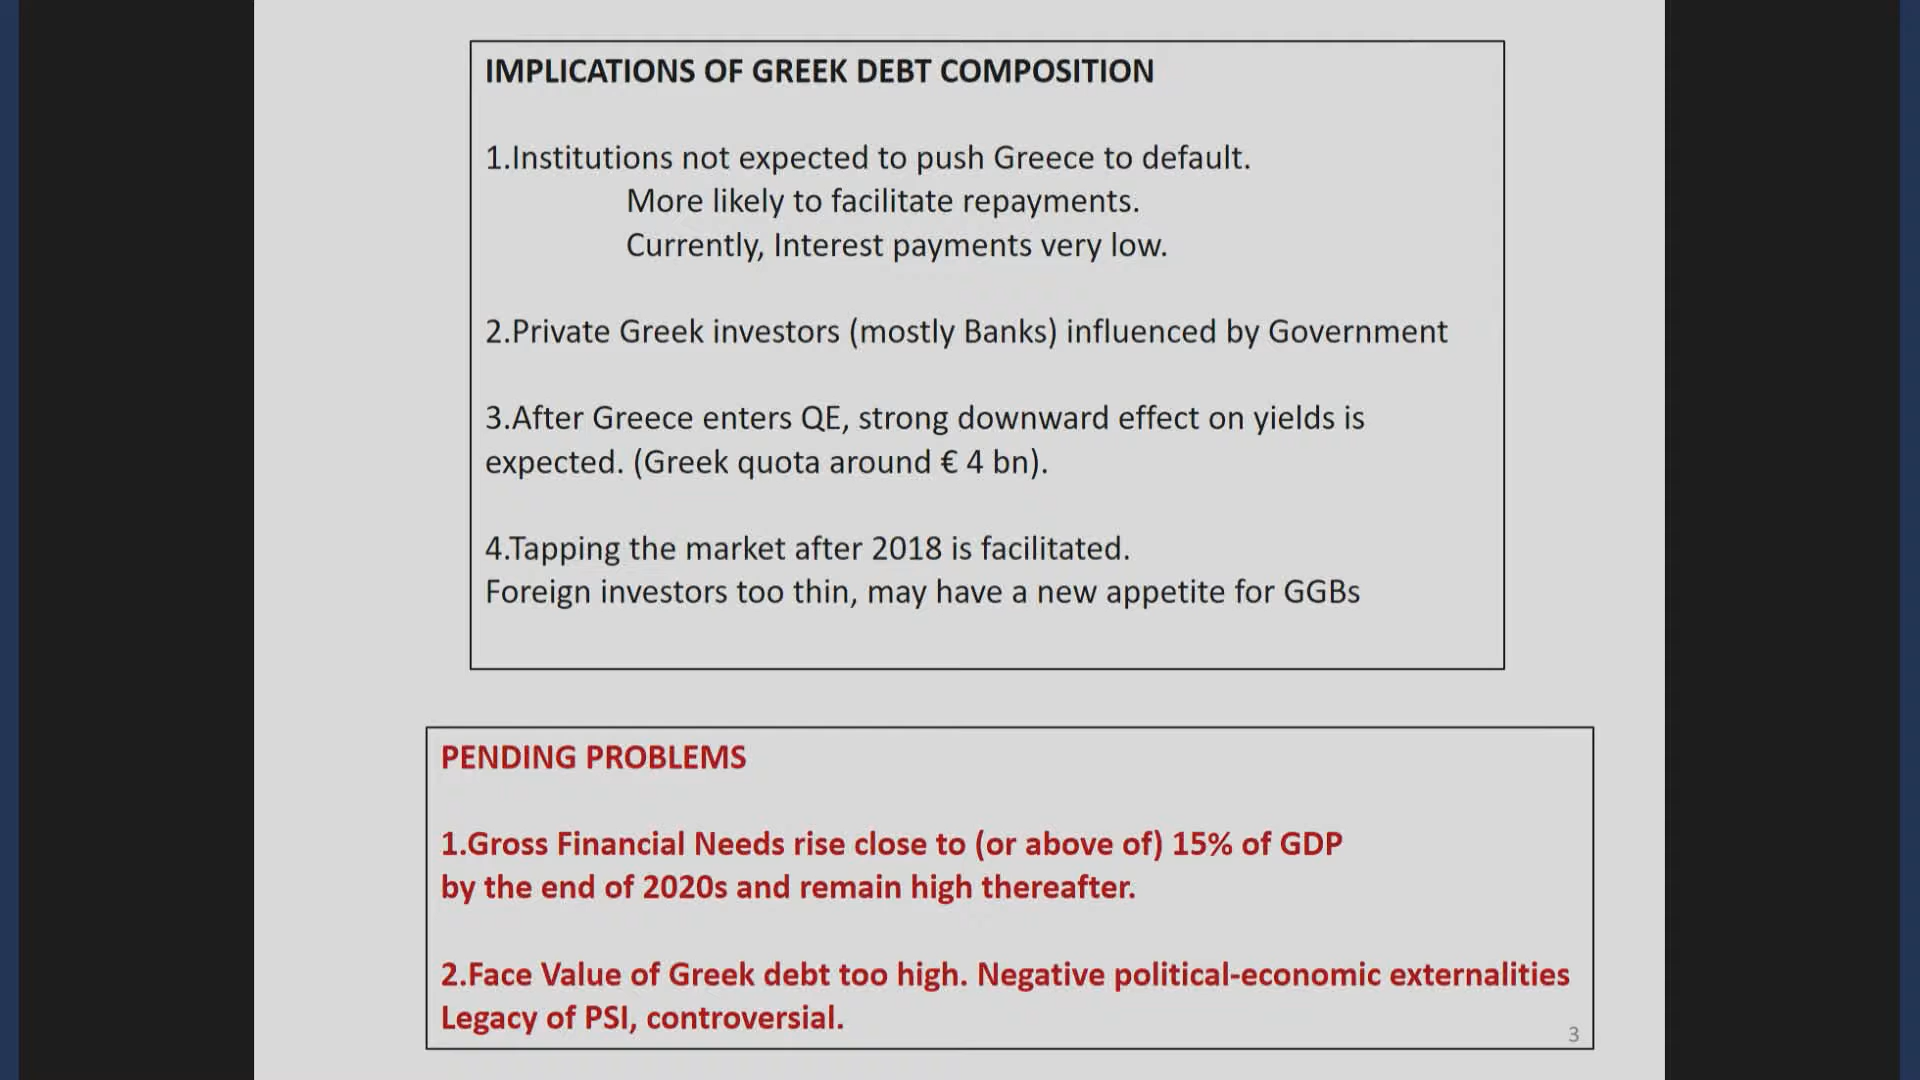 IMPLICATIONS OF GREEK DEBT COMPOSITION
1.Institutions not expected to push Greece to default.
More likely to facilitate repayments.
Currently, Interest payments very low.
2.Private Greek investors (mostly Banks) influenced by Government
3.After Greece enters QE, strong downward effect on yields is
expected. (Greek quota around € 4 bn).
4.Tapping the market after 2018 is facilitated.
Foreign investors too thin, may have a new appetite for GGBs
PENDING PROBLEMS
1.Gross Financial Needs rise close to (or above of) 15% of GDP
by the end of 2020s and remain high thereafter.
2.Face Value of Greek debt too high. Negative political-economic externalities
Legacy of PSI, controversial.
3